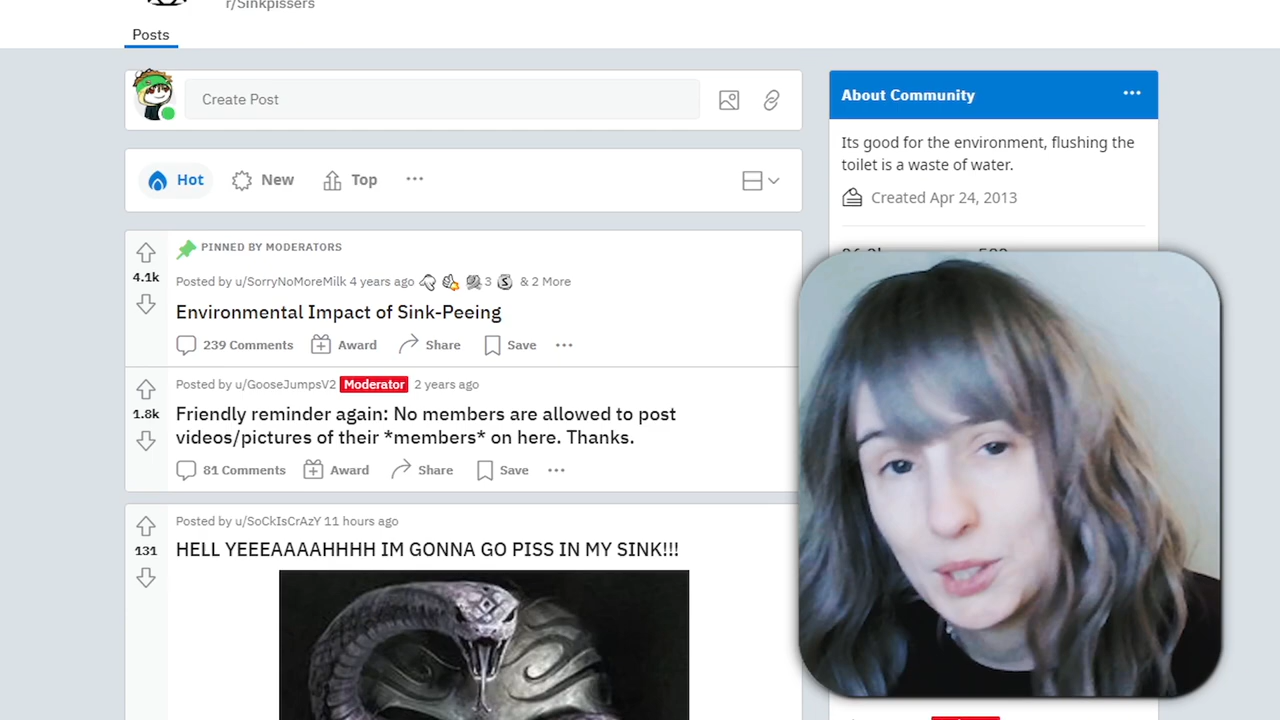 r/Sinkpissers
Posts
Create Post
Hot
New
Top
PINNED BY MODERATORS
4.1k
Posted by u/SorryNoMoreMilk 4 years ago 3 & 2 More
Environmental Impact of Sink-Peeing
239 Comments Award Share Save
Posted by u/GooseJumpsV2 Moderator 2 years ago
1.8k
Friendly reminder again: No members are allowed to post
videos/pictures of their *members* on here. Thanks.
81 Comments Award Share Save
Posted by u/SoCkIsCrAzY 11 hours ago
131
HELL YEEEAAAAHHHH IM GONNA GO PISS IN MY SINK!!!
About Community
Its good for the environment, flushing the
toilet is a waste of water.
Created Apr 24, 2013